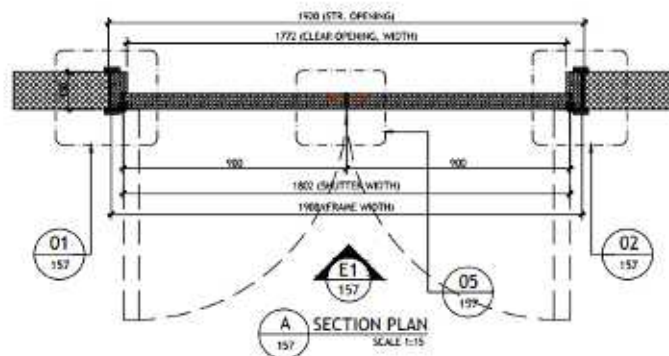 1920 (STR. OPENING)
1772 (CLEAR OPENING, WIDTH)
900
900
1802 (SHUTTER WIDTH)
1900(FRAME WIDTH)
01
157
02
157
E1
157
05
157
A
157
SECTION PLAN
SCALE 1:15